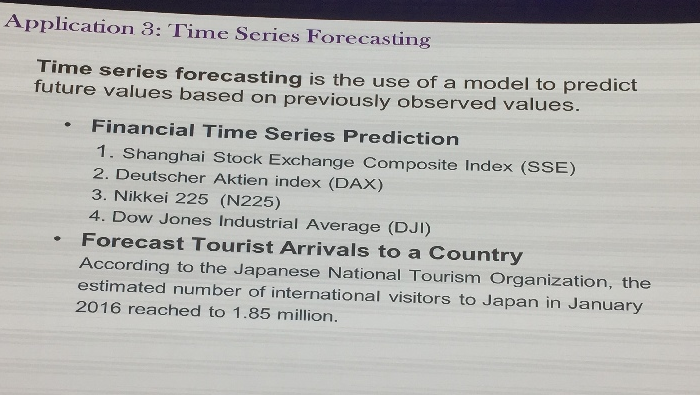 Application 3: Time Series Forecasting
Time series forecasting is the use of a model to predict
future values based on previously observed values.
• Financial Time Series Prediction
1. Shanghai Stock Exchange Composite Index (SSE)
2. Deutscher Aktien index (DAX)
3. Nikkei 225 (N225)
4. Dow Jones Industrial Average (DJI)
• Forecast Tourist Arrivals to a Country
According to the Japanese National Tourism Organization, the
estimated number of international visitors to Japan in January
2016 reached to 1.85 million.